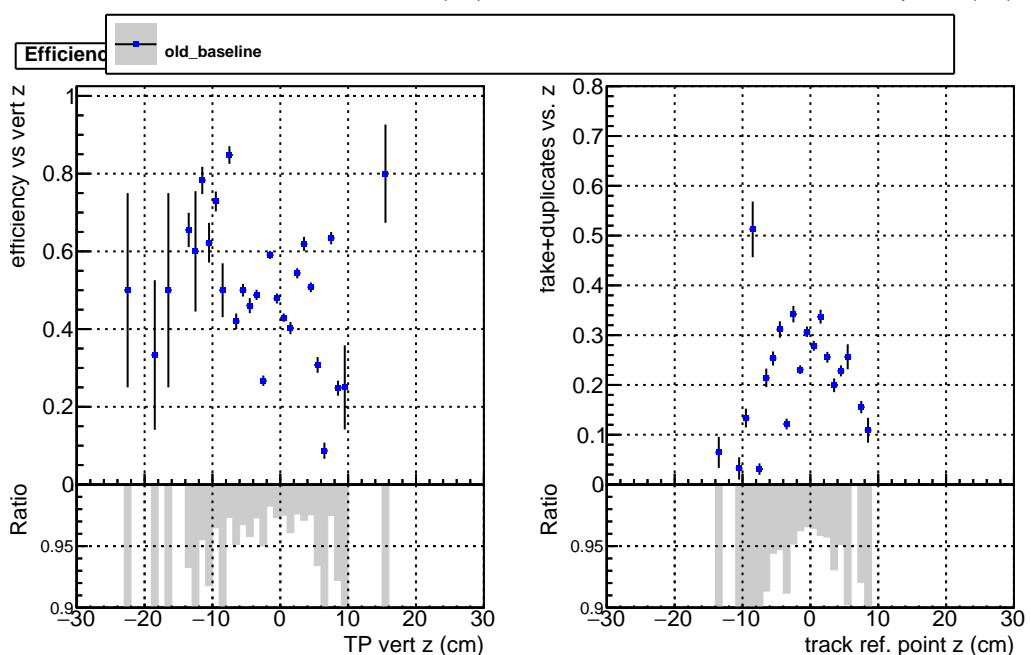 old_baseline
Efficienc
efficiency vs vert z
1
0.8
0.6
0.4
0.2
0
Ratio
0.95
0.9
−30 −20 −10 0 10 20 30
TP vert z (cm)
fake+duplicates vs. z
0.8
0.7
0.6
0.5
0.4
0.3
0.2
0.1
0
Ratio
0.95
0.9
−30 −20 −10 0 10 20 30
track ref. point z (cm)